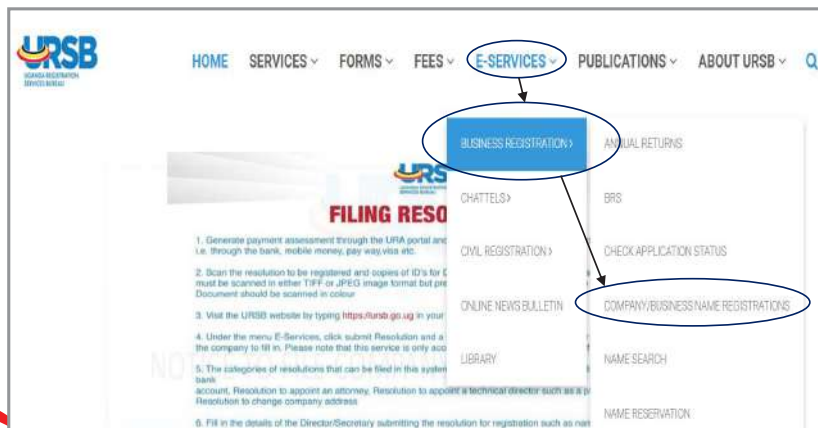 URSB
UGANDA REGISTRATION
SERVICES BUREAU
HOME SERVICES FORMS FEES E-SERVICES PUBLICATIONS ABOUT URSB
BUSINESS REGISTRATION >
CHATTELS >
CIVIL REGISTRATION >
ONLINE NEWS BULLETIN
LIBRARY
ANNUAL RETURNS
BRS
CHECK APPLICATION STATUS
COMPANY/BUSINESS NAME REGISTRATIONS
NAME SEARCH
NAME RESERVATION
URS
FILING RESO
1. Generate payment assessment through the URA portal and
i.e. through the bank, mobile money, pay way,visa etc.
2. Scan the resolution to be registered and copies of ID's for
must be scanned in either TIFF or JPEG image format but pre
Document should be scanned in colour
3. Visit the URSB website by typing https://ursb.go.ug in your
4. Under the menu E-Services, click submit Resolution and a
the company to fill in. Please note that this service is only acc
5. The categories of resolutions that can be filed in this system
bank
account, Resolution to appoint an attorney, Resolution to appoint a technical director such as a
Resolution to change company address
6. Fill in the details of the Director/Secretary submitting the resolution for registration such as nam